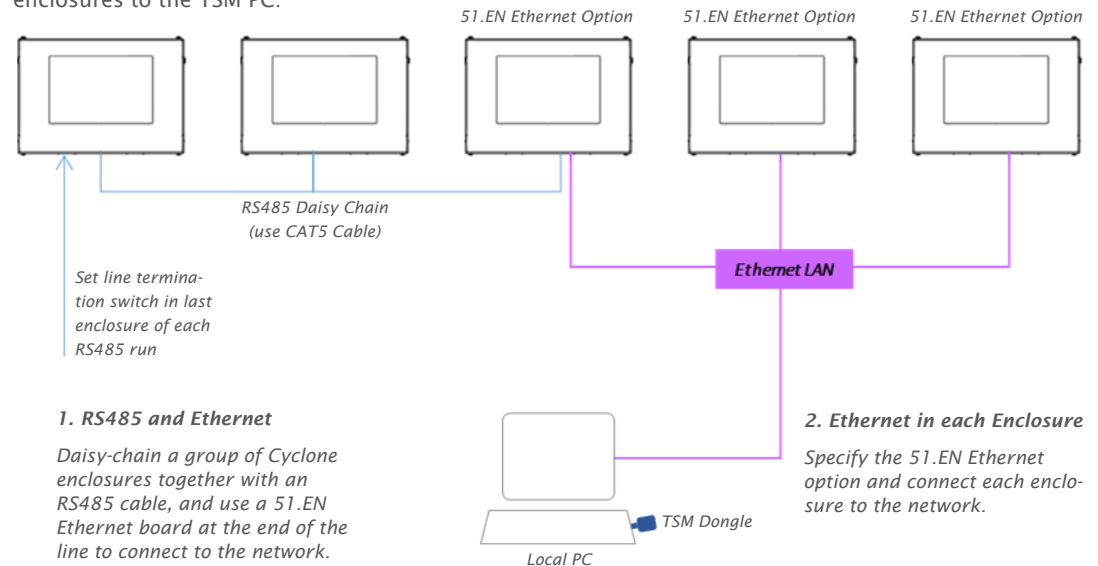 enclosures to the TSM PC.
51.EN Ethernet Option
51.EN Ethernet Option
51.EN Ethernet Option
RS485 Daisy Chain
(use CAT5 Cable)
Ethernet LAN
Set line termina-
tion switch in last
enclosure of each
RS485 run
1. RS485 and Ethernet
Daisy-chain a group of Cyclone
enclosures together with an
RS485 cable, and use a 51.EN
Ethernet board at the end of the
line to connect to the network.
2. Ethernet in each Enclosure
Specify the 51.EN Ethernet
option and connect each enclo-
sure to the network.
TSM Dongle
Local PC